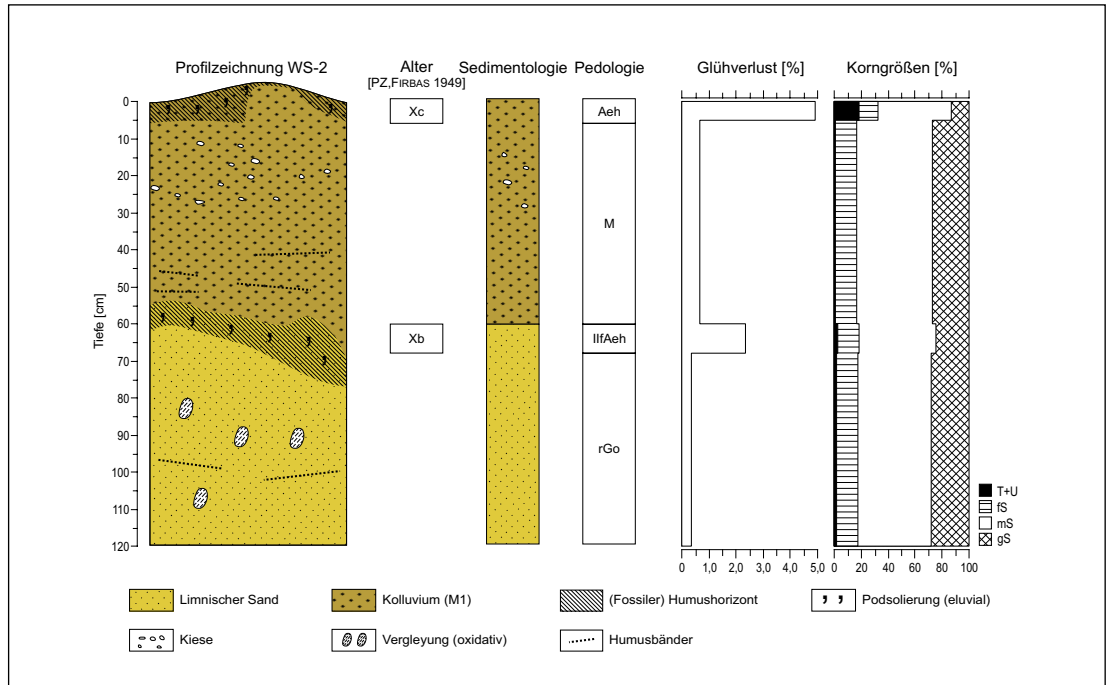 Profilzeichnung WS-2
Alter
[PZ,FIRBAS 1949]
Sedimentologie
Pedologie
Glühverlust [%]
Korngrößen [%]
Tiefe [cm]
0
10
20
30
40
50
60
70
80
90
100
110
120
Xc
Xb
Aeh
M
IIfAeh
rGo
0 1,0 2,0 3,0 4,0 5,0
0 20 40 60 80 100
T+U
fS
mS
gS
Limnischer Sand
Kolluvium (M1)
(Fossiler) Humushorizont
Podsolierung (eluvial)
Kiese
Vergleyung (oxidativ)
Humusbänder